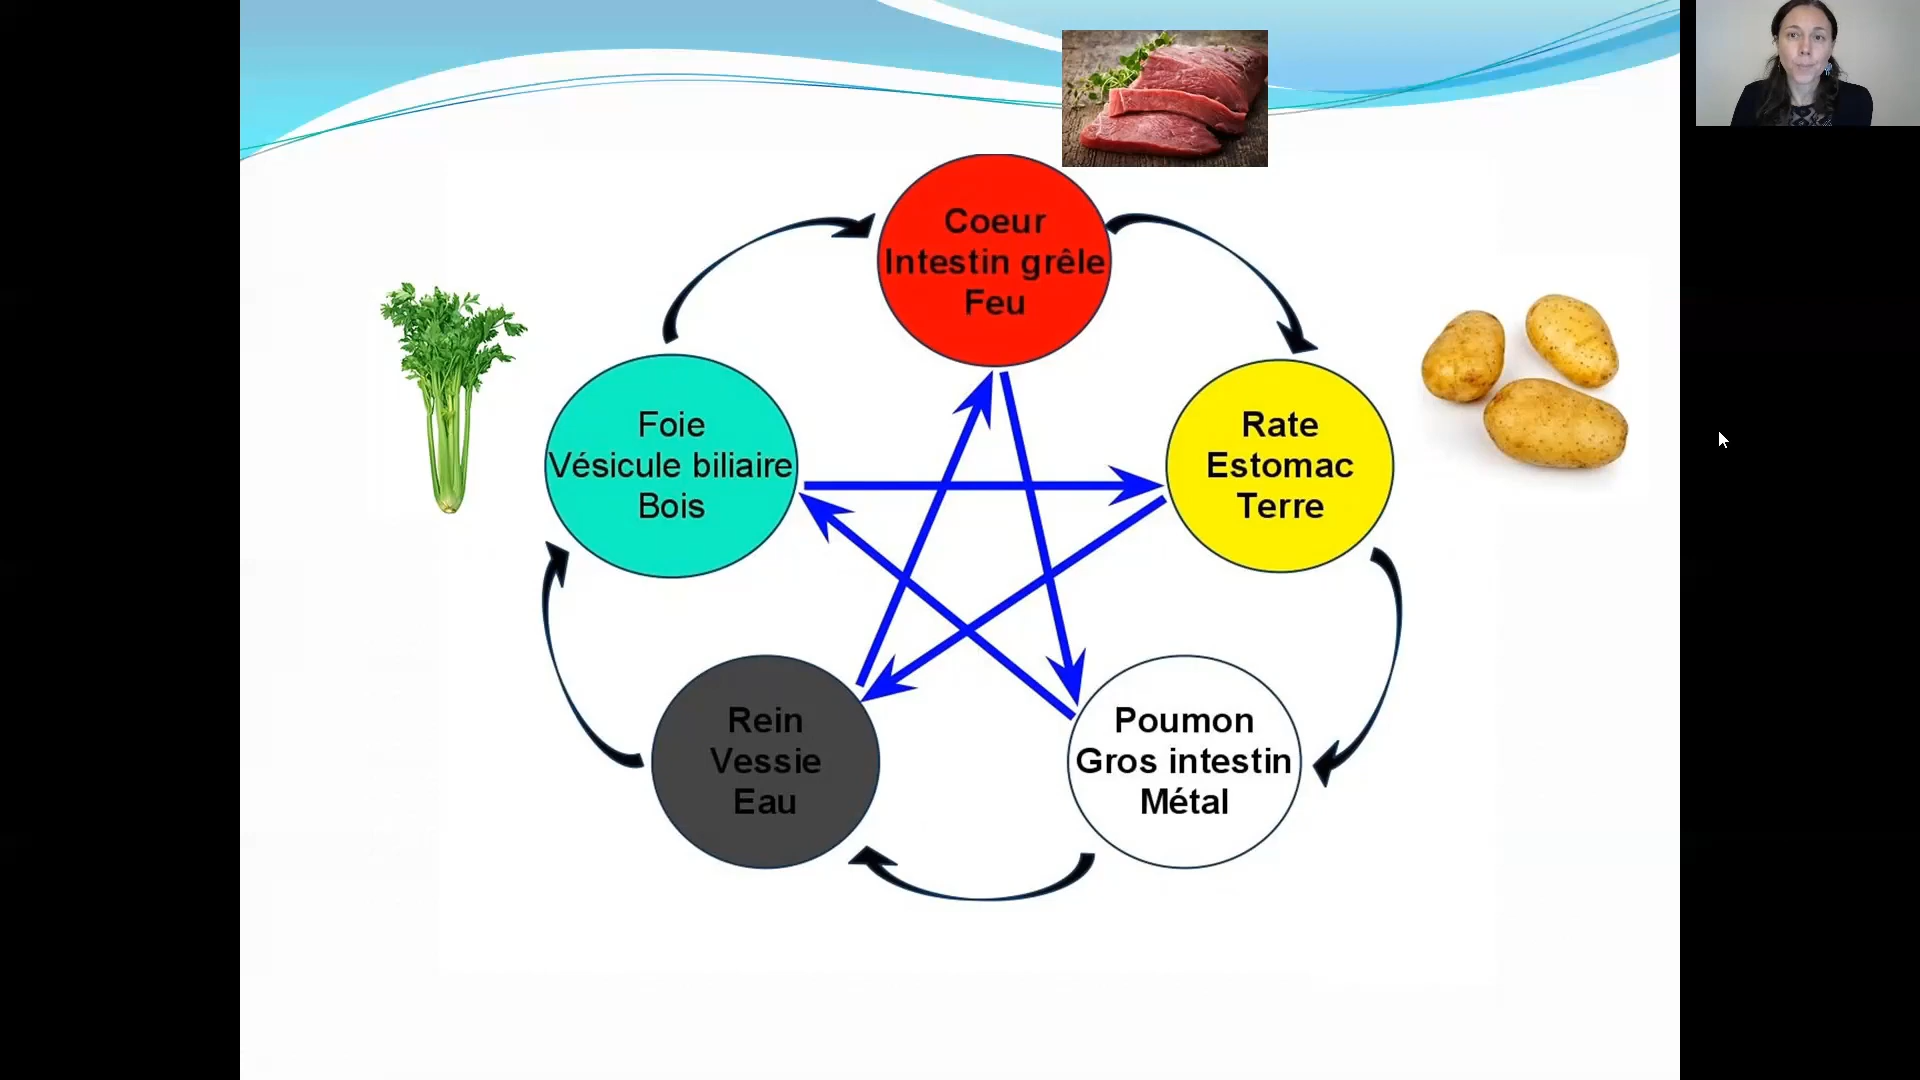 Coeur
Intestin grêle
Feu
Foie
Vésicule biliaire
Bois
Rate
Estomac
Terre
Rein
Vessie
Eau
Poumon
Gros intestin
Métal